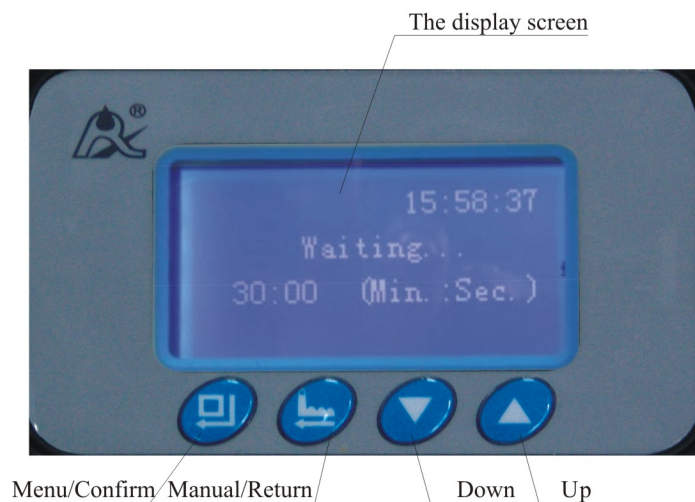 The display screen
®
15:58:37
Waiting...
30:00 (Min.:Sec.)
Menu/Confirm Manual/Return Down Up